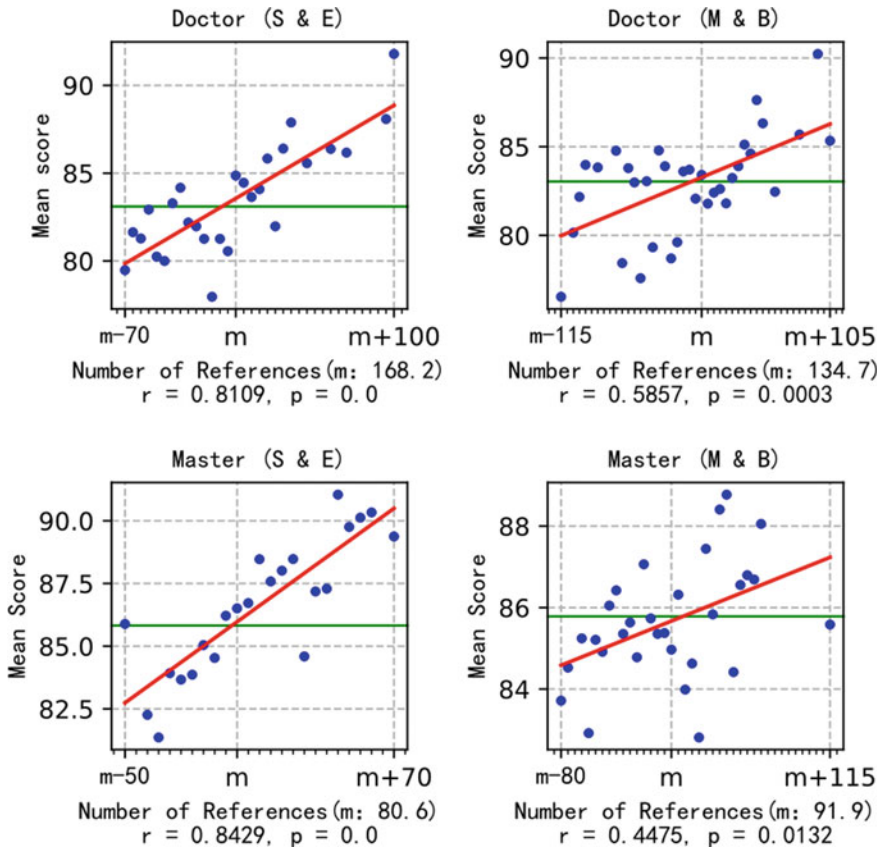 Doctor (S & E)
Mean score
90
85
80
m-70 m m+100
Number of References(m: 168.2)
r = 0.8109, p = 0.0
Doctor (M & B)
Mean Score
90
85
80
m-115 m m+105
Number of References(m: 134.7)
r = 0.5857, p = 0.0003
Master (S & E)
Mean Score
90.0
87.5
85.0
82.5
m-50 m m+70
Number of References(m: 80.6)
r = 0.8429, p = 0.0
Master (M & B)
Mean Score
88
86
84
m-80 m m+115
Number of References(m: 91.9)
r = 0.4475, p = 0.0132